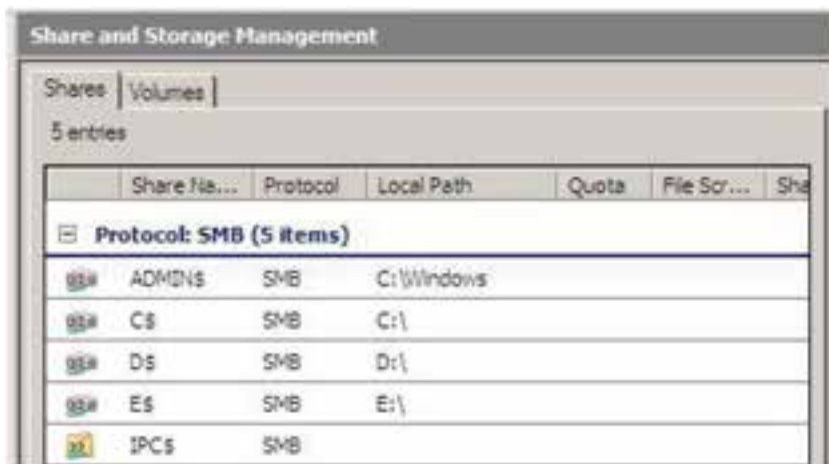 Share and Storage Management
Shares Volumes
5 entries
Share Na... Protocol Local Path Quota File Scr... Sha
Protocol: SMB (5 items)
ADMIN$ SMB C:\Windows
C$ SMB C:\
D$ SMB D:\
E$ SMB E:\
IPC$ SMB